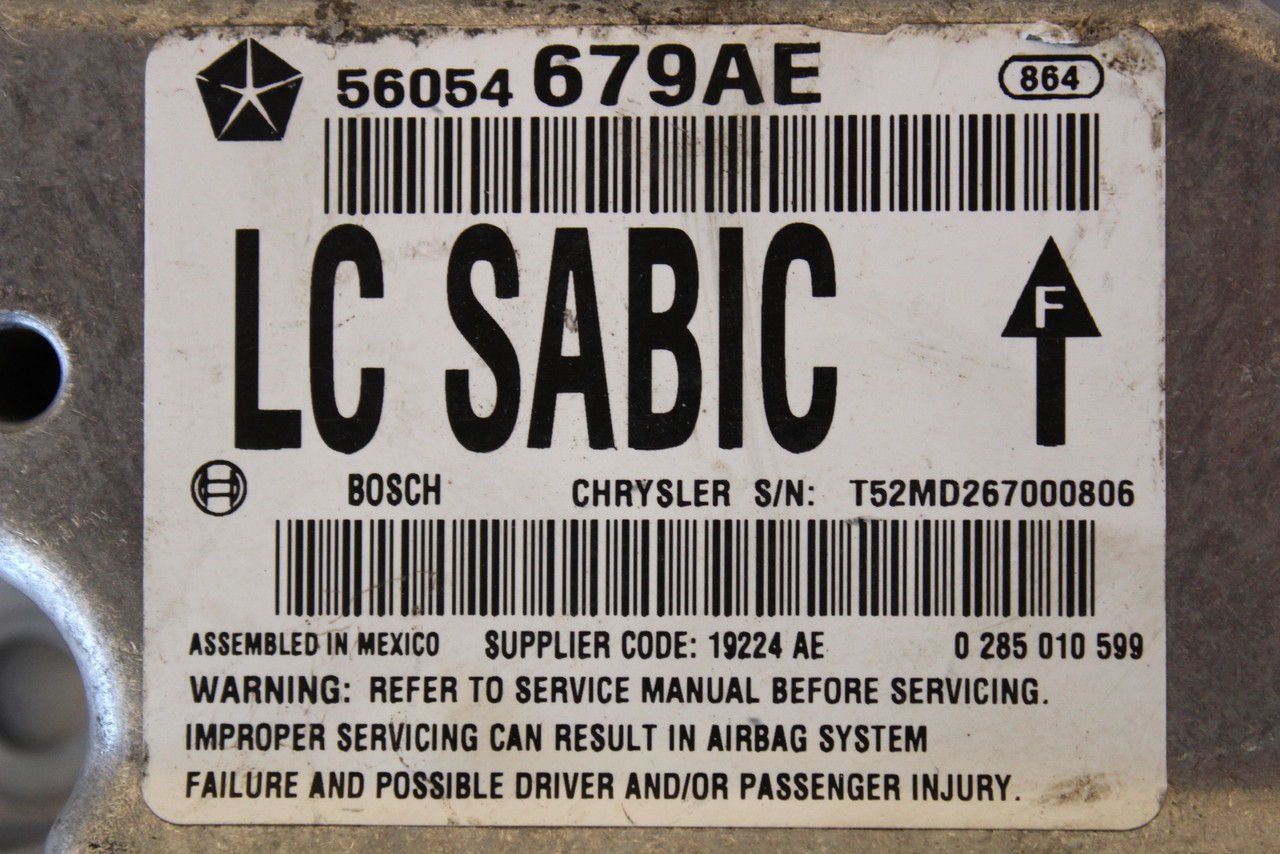 56054 679AE 864
LC SABIC
F
BOSCH CHRYSLER S/N: T52MD267000806
ASSEMBLED IN MEXICO SUPPLIER CODE: 19224 AE 0 285 010 599
WARNING: REFER TO SERVICE MANUAL BEFORE SERVICING.
IMPROPER SERVICING CAN RESULT IN AIRBAG SYSTEM
FAILURE AND POSSIBLE DRIVER AND/OR PASSENGER INJURY.